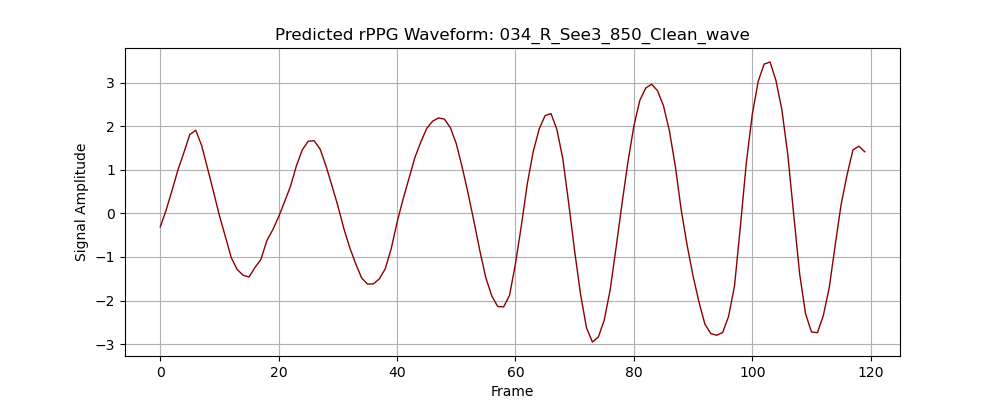 Predicted rPPG Waveform: 034_R_See3_850_Clean_wave
Signal Amplitude
3
2
1
0
−1
−2
−3
0 20 40 60 80 100 120
Frame